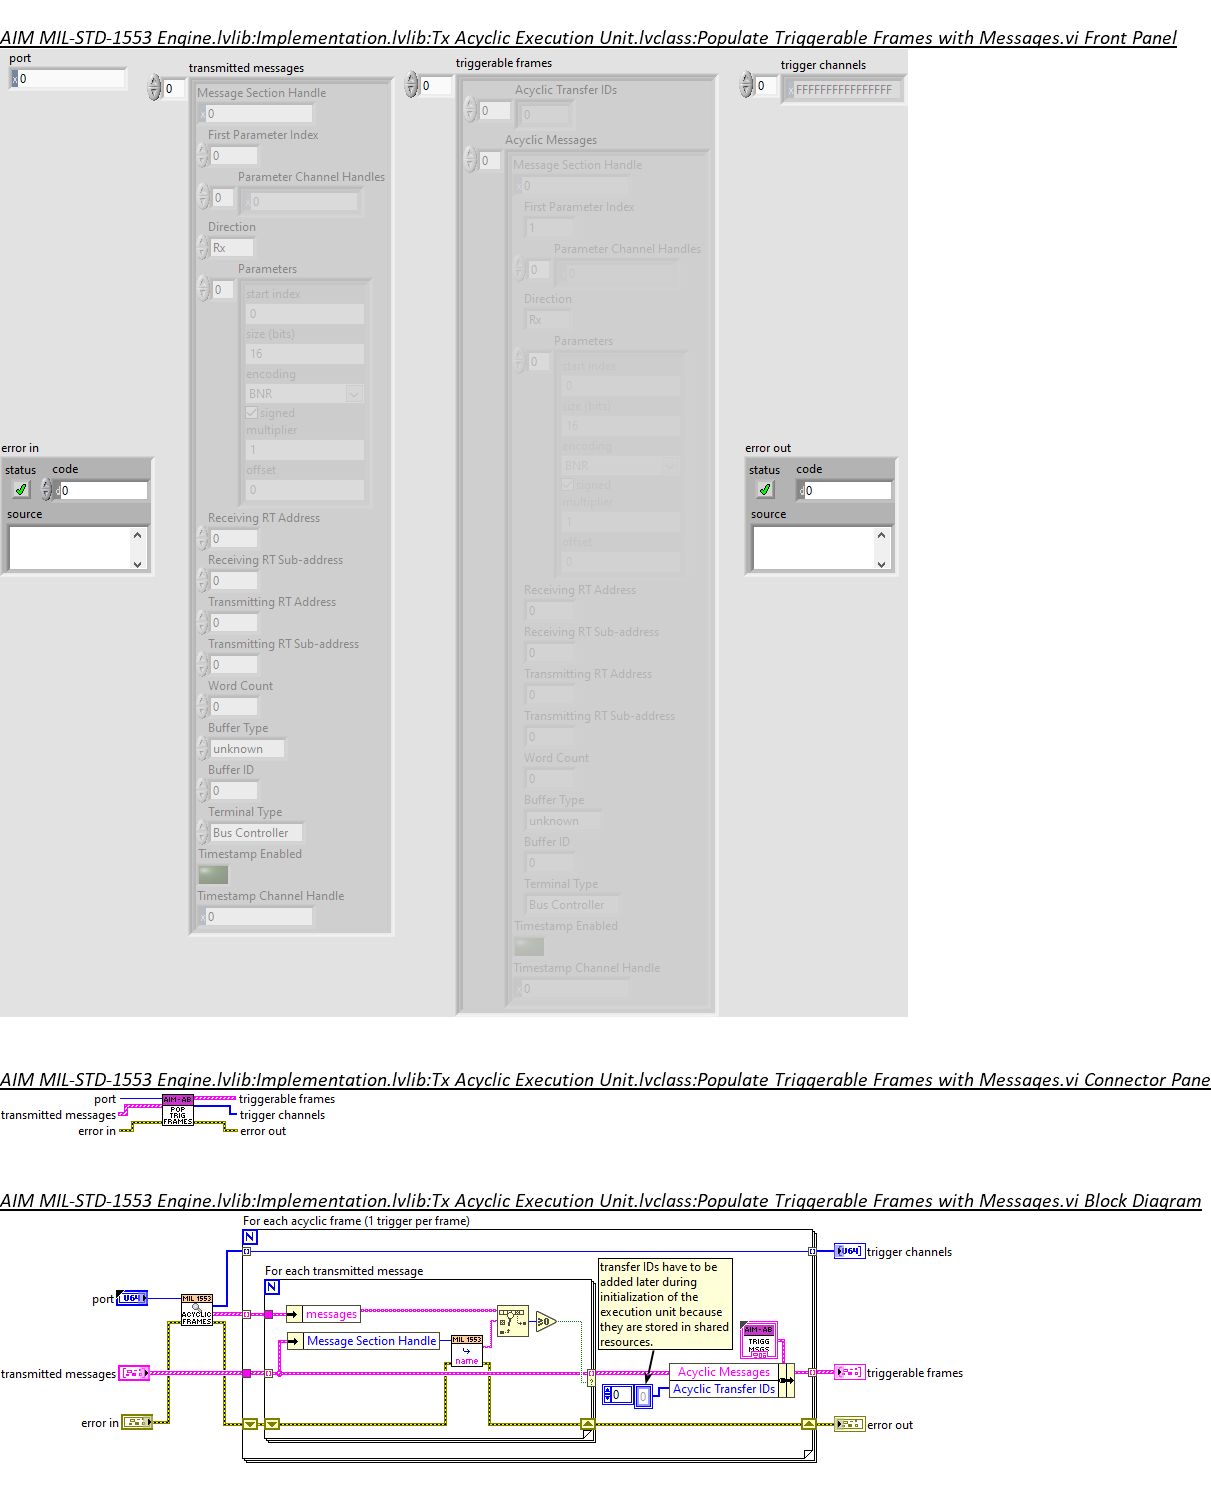 AIM MIL-STD-1553 Engine.lvlib:Implementation.lvlib:Tx Acyclic Execution Unit.lvclass:Populate Triggerable Frames with Messages.vi Front Panel
port
x 0
transmitted messages
0
Message Section Handle
x 0
First Parameter Index
0
Parameter Channel Handles
0
x 0
Direction
Rx
Parameters
0
start index
0
size (bits)
16
encoding
BNR
signed
multiplier
1
offset
0
Receiving RT Address
0
Receiving RT Sub-address
0
Transmitting RT Address
0
Transmitting RT Sub-address
0
Word Count
0
Buffer Type
unknown
Buffer ID
0
Terminal Type
Bus Controller
Timestamp Enabled
Timestamp Channel Handle
x 0
triggerable frames
0
Acyclic Transfer IDs
0
0
Acyclic Messages
0
Message Section Handle
x 0
First Parameter Index
1
Parameter Channel Handles
0
x 0
Direction
Rx
Parameters
0
start index
0
size (bits)
16
encoding
BNR
signed
multiplier
1
offset
0
Receiving RT Address
0
Receiving RT Sub-address
0
Transmitting RT Address
0
Transmitting RT Sub-address
0
Word Count
0
Buffer Type
unknown
Buffer ID
0
Terminal Type
Bus Controller
Timestamp Enabled
Timestamp Channel Handle
x 0
trigger channels
0
x FFFFFFFFFFFFFFFF
error in
status code
d 0
source
error out
status code
d 0
source
AIM MIL-STD-1553 Engine.lvlib:Implementation.lvlib:Tx Acyclic Execution Unit.lvclass:Populate Triggerable Frames with Messages.vi Connector Pane
port
transmitted messages
error in
AIM-AB
POP
TRIG
FRAMES
triggerable frames
trigger channels
error out
AIM MIL-STD-1553 Engine.lvlib:Implementation.lvlib:Tx Acyclic Execution Unit.lvclass:Populate Triggerable Frames with Messages.vi Block Diagram
For each acyclic frame (1 trigger per frame)
N
U64
trigger channels
For each transmitted message
N
transfer IDs have to be
added later during
initialization of the
execution unit because
they are stored in shared
resources.
port
U64
MIL 1553
ACYCLIC
FRAMES
messages
≥0
Message Section Handle
MIL 1553
name
AIM-AB
TRIGG
MSGS
transmitted messages
Acyclic Messages
triggerable frames
0
0
Acyclic Transfer IDs
error in
error out